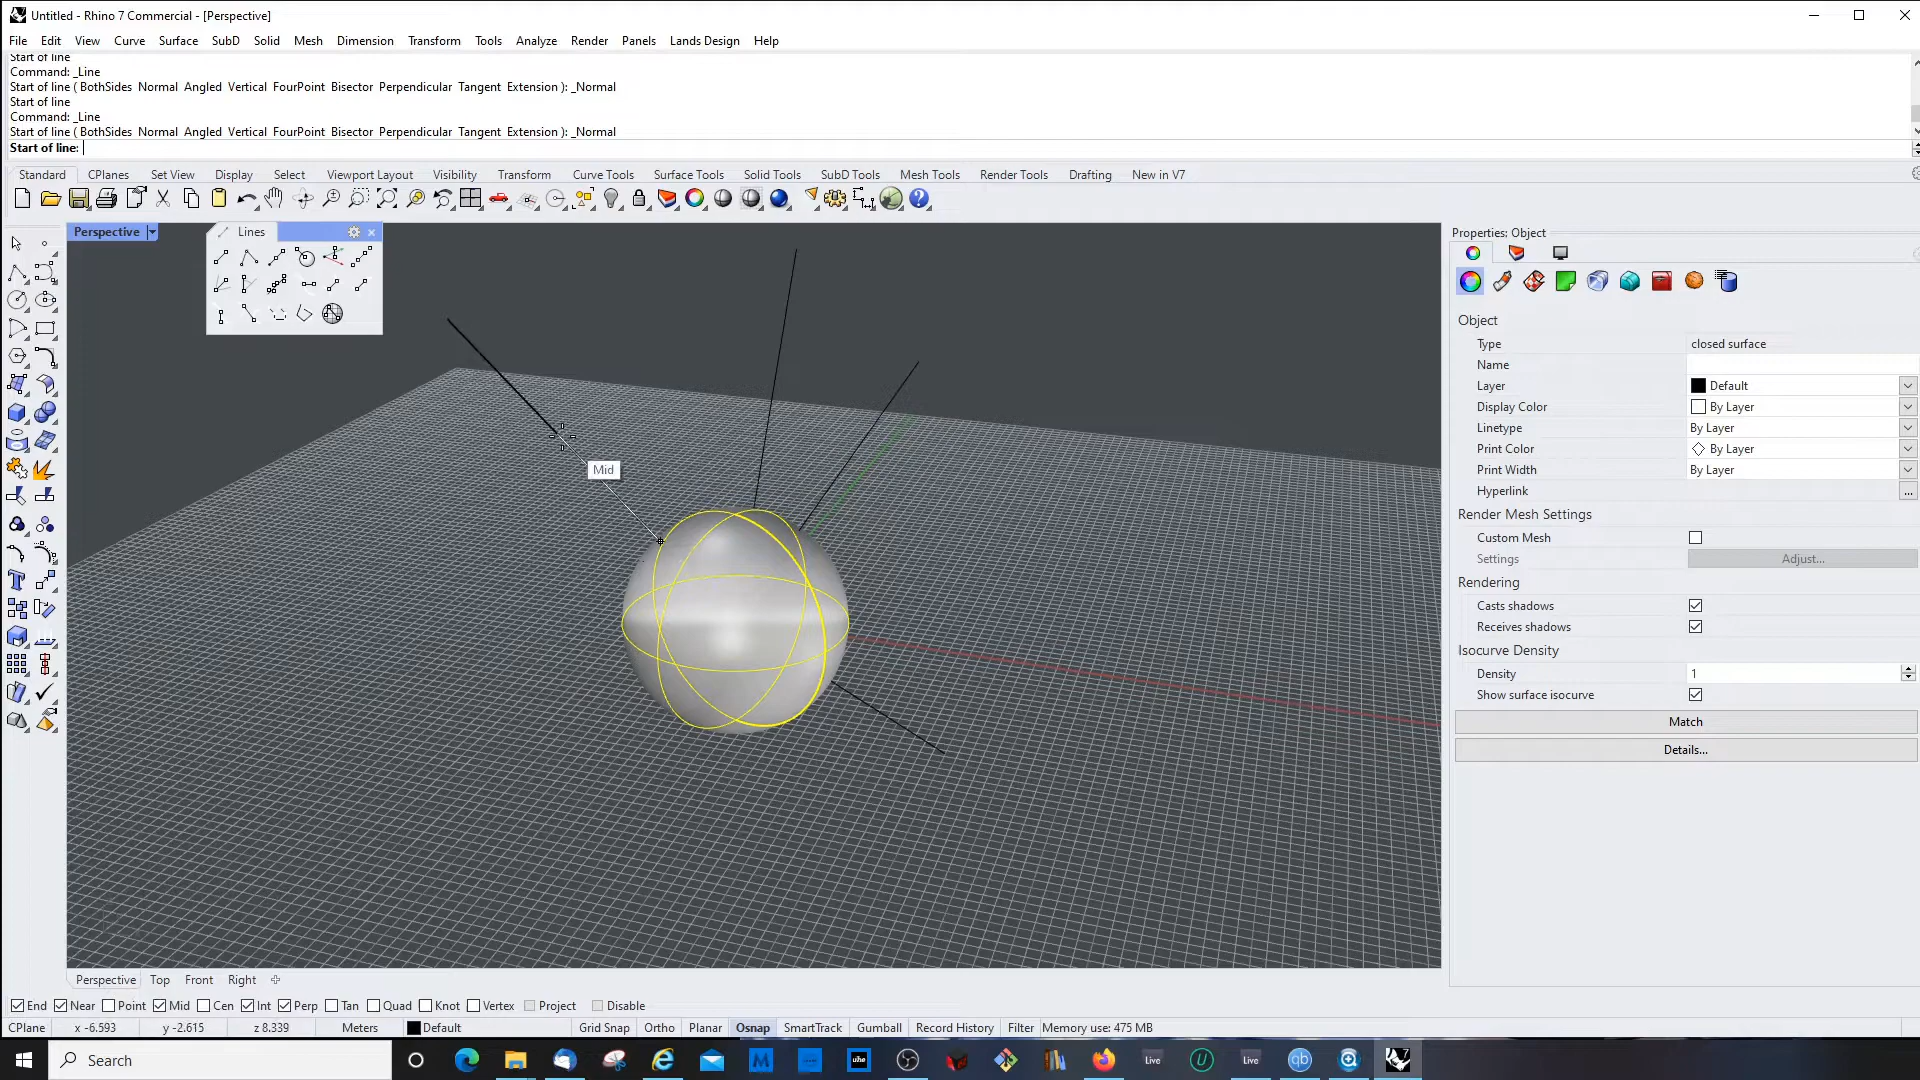 Untitled - Rhino 7 Commercial - [Perspective]
File Edit View Curve Surface SubD Solid Mesh Dimension Transform Tools Analyze Render Panels Lands Design Help
Start of line
Command: _Line
Start of line ( BothSides Normal Angled Vertical FourPoint Bisector Perpendicular Tangent Extension ): _Normal
Start of line
Command: _Line
Start of line ( BothSides Normal Angled Vertical FourPoint Bisector Perpendicular Tangent Extension ): _Normal
Start of line:
Standard CPlanes Set View Display Select Viewport Layout Visibility Transform Curve Tools Surface Tools Solid Tools SubD Tools Mesh Tools Render Tools Drafting New in V7
Perspective
Lines
Mid
Properties: Object
Object
Type closed surface
Name
Layer Default
Display Color By Layer
Linetype By Layer
Print Color By Layer
Print Width By Layer
Hyperlink ...
Render Mesh Settings
Custom Mesh
Settings Adjust...
Rendering
Casts shadows
Receives shadows
Isocurve Density
Density 1
Show surface isocurve
Match
Details...
Perspective Top Front Right
End Near Point Mid Cen Int Perp Tan Quad Knot Vertex Project Disable
CPlane x -6.593 y -2.615 z 8.339 Meters Default Grid Snap Ortho Planar Osnap SmartTrack Gumball Record History Filter Memory use: 475 MB
Search uhe Live Live qb